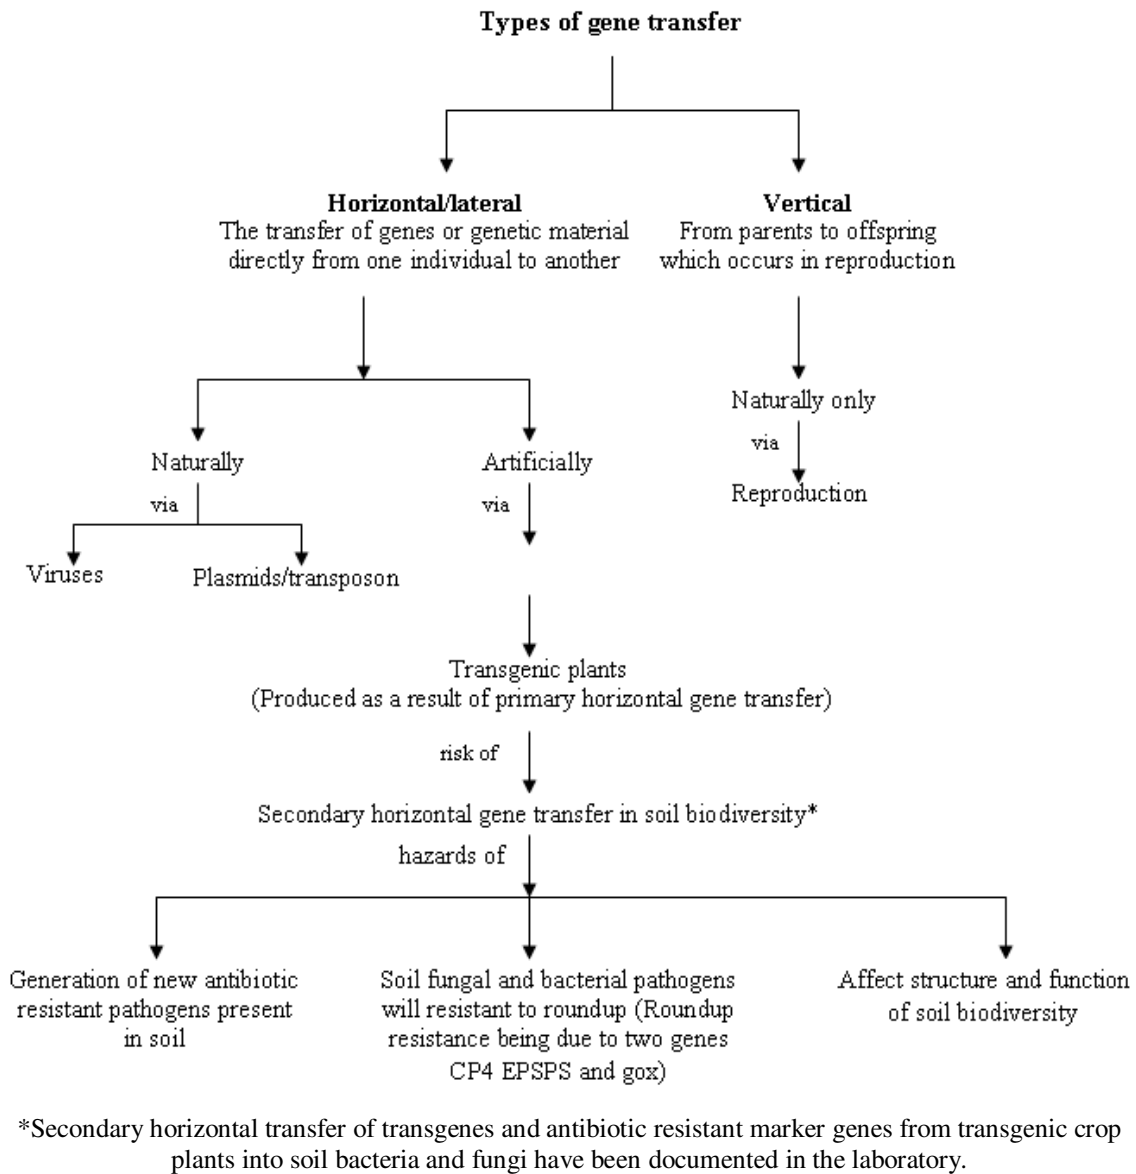 Types of gene transfer
Horizontal/lateral
The transfer of genes or genetic material
directly from one individual to another
Vertical
From parents to offspring
which occurs in reproduction
Naturally
via
Viruses
Plasmids/transposon
Artificially
via
Naturally only
via
Reproduction
Transgenic plants
(Produced as a result of primary horizontal gene transfer)
risk of
Secondary horizontal gene transfer in soil biodiversity*
hazards of
Generation of new antibiotic
resistant pathogens present
in soil
Soil fungal and bacterial pathogens
will resistant to roundup (Roundup
resistance being due to two genes
CP4 EPSPS and gox)
Affect structure and function
of soil biodiversity
*Secondary horizontal transfer of transgenes and antibiotic resistant marker genes from transgenic crop
plants into soil bacteria and fungi have been documented in the laboratory.